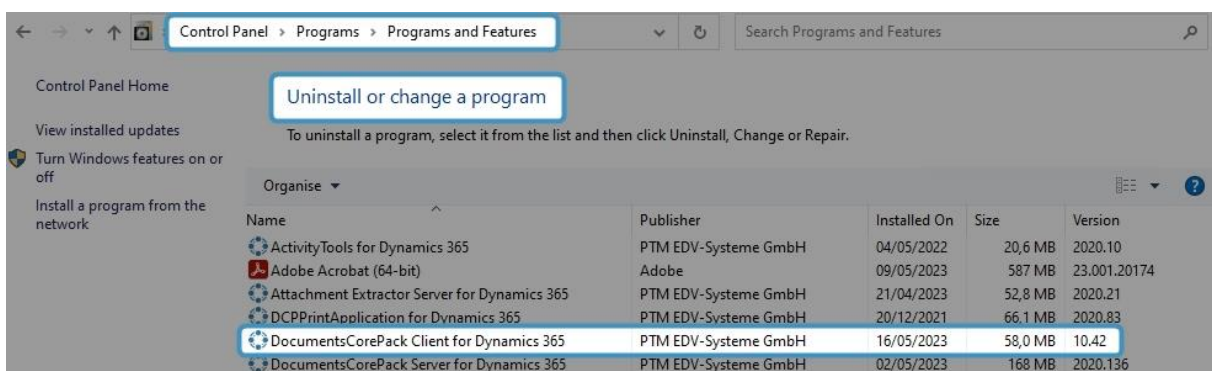 Control Panel > Programs > Programs and Features Search Programs and Features
Control Panel Home
Uninstall or change a program
View installed updates
To uninstall a program, select it from the list and then click Uninstall, Change or Repair.
Turn Windows features on or
off
Install a program from the
network
Organise
Name Publisher Installed On Size Version
ActivityTools for Dynamics 365 PTM EDV-Systeme GmbH 04/05/2022 20,6 MB 2020.10
Adobe Acrobat (64-bit) Adobe 09/05/2023 587 MB 23.001.20174
Attachment Extractor Server for Dynamics 365 PTM EDV-Systeme GmbH 21/04/2023 52,8 MB 2020.21
DCPPrintApplication for Dynamics 365 PTM EDV-Systeme GmbH 20/12/2021 66,1 MB 2020.83
DocumentsCorePack Client for Dynamics 365 PTM EDV-Systeme GmbH 16/05/2023 58,0 MB 10.42
DocumentsCorePack Server for Dynamics 365 PTM EDV-Systeme GmbH 02/05/2023 168 MB 2020.136